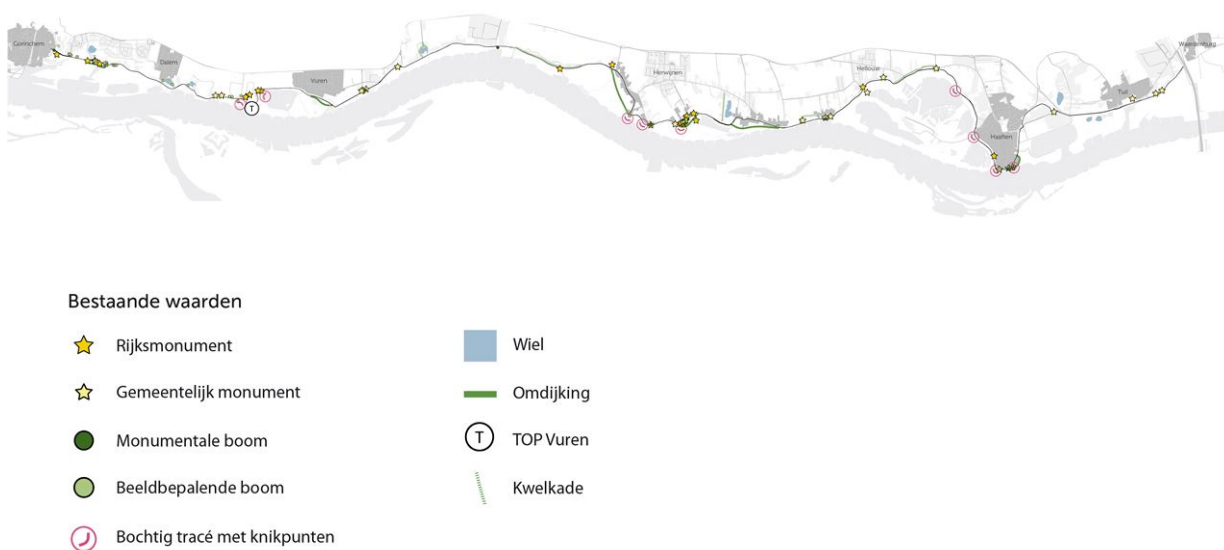 Gorinchem
Dalem
Vuren
Herwijnen
Hellouw
Haaften
Tuil
Waardenburg
T
Bestaande waarden
Rijksmonument
Gemeentelijk monument
Monumentale boom
Beeldbepalende boom
Bochtig tracé met knikpunten
Wiel
Omdijking
T TOP Vuren
Kwelkade